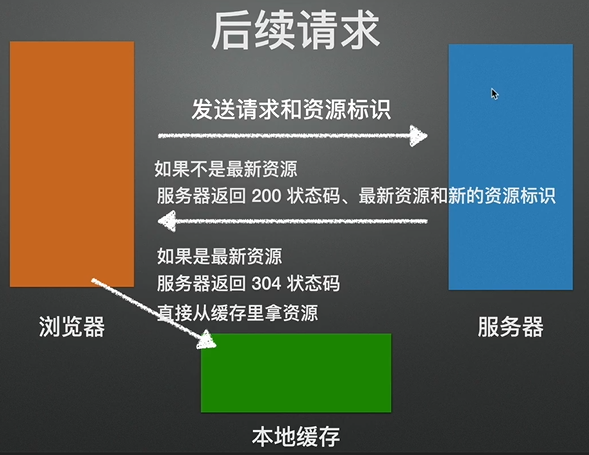 后续请求
发送请求和资源标识
如果不是最新资源
服务器返回 200 状态码、最新资源和新的资源标识
如果是最新资源
服务器返回 304 状态码
直接从缓存里拿资源
浏览器
服务器
本地缓存